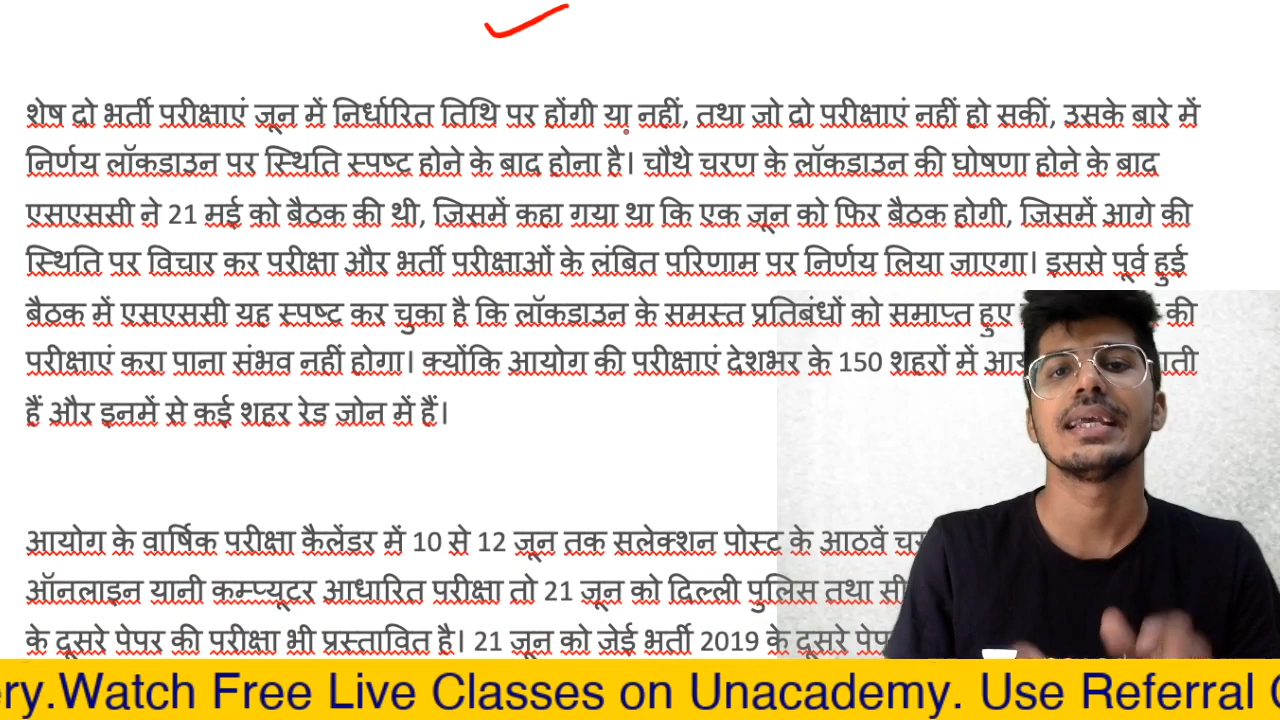 शेष दो भर्ती परीक्षाएं जून में निर्धारित तिथि पर होंगी या नहीं, तथा जो दो परीक्षाएं नहीं हो सकीं, उसके बारे में
निर्णय लॉकडाउन पर स्थिति स्पष्ट होने के बाद होना है। चौथे चरण के लॉकडाउन की घोषणा होने के बाद
एसएससी ने 21 मई को बैठक की थी, जिसमें कहा गया था कि एक जून को फिर बैठक होगी, जिसमें आगे की
स्थिति पर विचार कर परीक्षा और भर्ती परीक्षाओं के लंबित परिणाम पर निर्णय लिया जाएगा। इससे पूर्व हुई
बैठक में एसएससी यह स्पष्ट कर चुका है कि लॉकडाउन के समस्त प्रतिबंधों को समाप्त हुए की
परीक्षाएं करा पाना संभव नहीं होगा। क्योंकि आयोग की परीक्षाएं देशभर के 150 शहरों में
हैं और इनमें से कई शहर रेड जोन में हैं।
आयोग के वार्षिक परीक्षा कैलेंडर में 10 से 12 जून तक सलेक्शन पोस्ट के आठवें
ऑनलाइन यानी कम्प्यूटर आधारित परीक्षा तो 21 जून को दिल्ली पुलिस तथा
के दूसरे पेपर की परीक्षा भी प्रस्तावित है। 21 जून को जेई भर्ती 2019 के दूसरे
Watch Free Live Classes on Unacademy. Use Referral